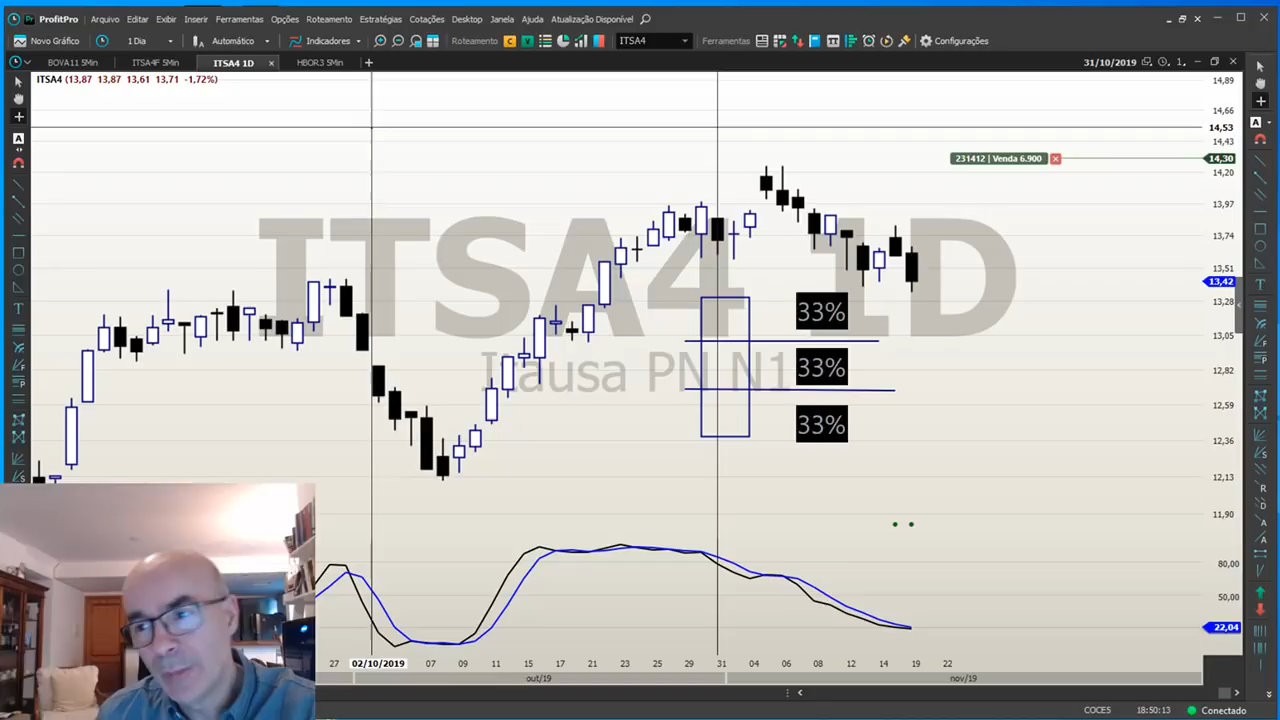 ProfitPro Arquivo Editar Exibir Inserir Ferramentas Opções Roteamento Estratégias Cotações Desktop Janela Ajuda Atualização Disponível
Novo Gráfico 1 Dia Automático Indicadores Roteamento ITSA4 Ferramentas Configurações
BOVA11 5Min ITSA4F 5Min ITSA4 1D HBOR3 5Min 31/10/2019
ITSA4 (13,87 13,87 13,61 13,71 -1,72%)
14,89
14,66
14,53
14,43
231412 | Venda 6.900 14,30
14,20
13,97
13,74
13,51
13,42
13,28
13,05
12,82
12,59
12,36
12,13
11,90
ITSA4 1D
Itausa PN N1
33%
33%
33%
80,00
50,00
22,04
27 02/10/2019 07 09 11 15 17 21 23 25 29 31 04 06 08 12 14 19 22
out/19 nov/19
COCE5 18:50:13 Conectado